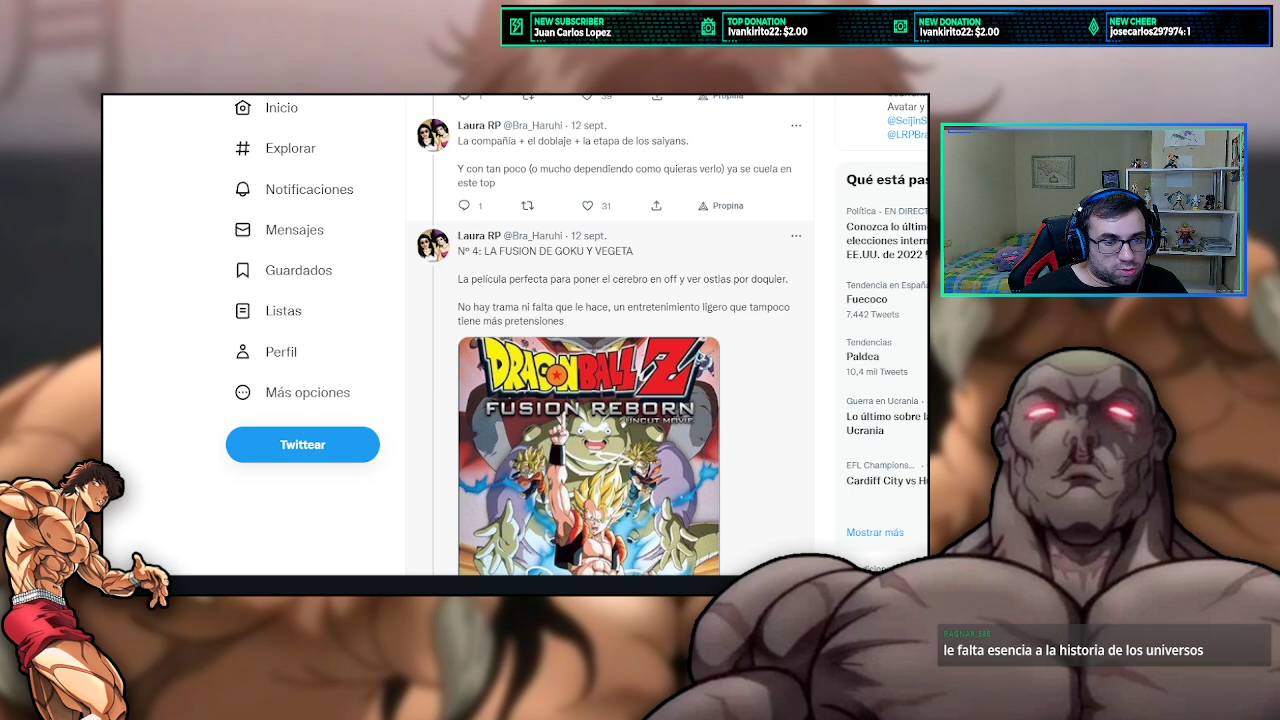 NEW SUBSCRIBER
Juan Carlos Lopez
TOP DONATION
Ivankirito22: $2.00
NEW DONATION
Ivankirito22: $2.00
NEW CHEER
josecarlos297974: 1
Inicio
Explorar
Notificaciones
Mensajes
Guardados
Listas
Perfil
Más opciones
Twittear
1
39
Propina
Laura RP @Bra_Haruhi · 12 sept.
La compañía + el doblaje + la etapa de los saiyans.
Y con tan poco (o mucho dependiendo como quieras verlo) ya se cuela en
este top
1
31
Propina
Laura RP @Bra_Haruhi · 12 sept.
Nº 4: LA FUSION DE GOKU Y VEGETA
La película perfecta para poner el cerebro en off y ver ostias por doquier.
No hay trama ni falta que le hace, un entretenimiento ligero que tampoco
tiene más pretensiones
DRAGON BALL Z
FUSION REBORN
UNCUT MOVIE
Avatar y
@SeijinS
@LRPBra
Qué está pas
Política · EN DIRECT
Conozca lo últim
elecciones intern
EE.UU. de 2022
Tendencia en España
Fuecoco
7.442 Tweets
Tendencias
Paldea
10,4 mil Tweets
Guerra en Ucrania ·
Lo último sobre l
Ucrania
EFL Champions... ·
Cardiff City vs H
Mostrar más
RAGNAR_888
le falta esencia a la historia de los universos